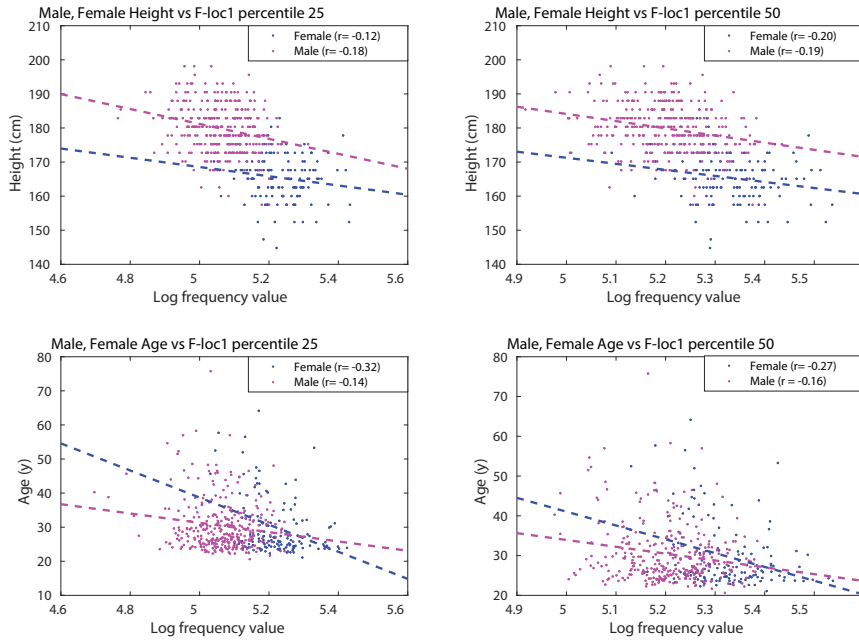 Male, Female Height vs F-loc1 percentile 25
Female (r= -0.12)
Male (r= -0.18)
210
200
190
180
170
160
150
140
Height (cm)
4.6 4.8 5 5.2 5.4 5.6
Log frequency value
Male, Female Height vs F-loc1 percentile 50
Female (r= -0.20)
Male (r= -0.19)
210
200
190
180
170
160
150
140
Height (cm)
4.9 5 5.1 5.2 5.3 5.4 5.5
Log frequency value
Male, Female Age vs F-loc1 percentile 25
Female (r= -0.32)
Male (r= -0.14)
80
70
60
50
40
30
20
10
Age (y)
4.6 4.8 5 5.2 5.4 5.6
Log frequency value
Male, Female Age vs F-loc1 percentile 50
Female (r= -0.27)
Male (r = -0.16)
80
70
60
50
40
30
20
Age (y)
4.9 5 5.1 5.2 5.3 5.4 5.5
Log frequency value